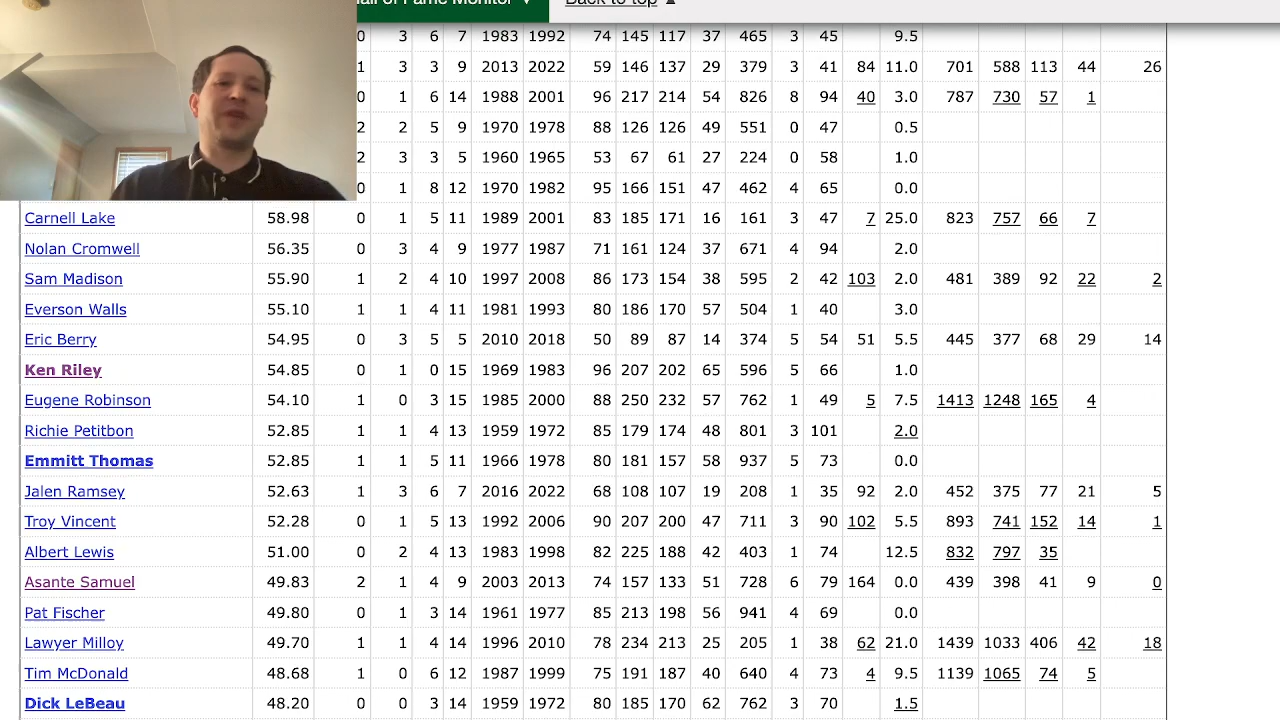 Hall of Fame Monitor ▼ Back to top ▲
0 3 6 7 1983 1992 74 145 117 37 465 3 45 9.5
1 3 3 9 2013 2022 59 146 137 29 379 3 41 84 11.0 701 588 113 44 26
0 1 6 14 1988 2001 96 217 214 54 826 8 94 40 3.0 787 730 57 1
2 2 5 9 1970 1978 88 126 126 49 551 0 47 0.5
2 3 3 5 1960 1965 53 67 61 27 224 0 58 1.0
0 1 8 12 1970 1982 95 166 151 47 462 4 65 0.0
Carnell Lake 58.98 0 1 5 11 1989 2001 83 185 171 16 161 3 47 7 25.0 823 757 66 7
Nolan Cromwell 56.35 0 3 4 9 1977 1987 71 161 124 37 671 4 94 2.0
Sam Madison 55.90 1 2 4 10 1997 2008 86 173 154 38 595 2 42 103 2.0 481 389 92 22 2
Everson Walls 55.10 1 1 4 11 1981 1993 80 186 170 57 504 1 40 3.0
Eric Berry 54.95 0 3 5 5 2010 2018 50 89 87 14 374 5 54 51 5.5 445 377 68 29 14
Ken Riley 54.85 0 1 0 15 1969 1983 96 207 202 65 596 5 66 1.0
Eugene Robinson 54.10 1 0 3 15 1985 2000 88 250 232 57 762 1 49 5 7.5 1413 1248 165 4
Richie Petitbon 52.85 1 1 4 13 1959 1972 85 179 174 48 801 3 101 2.0
Emmitt Thomas 52.85 1 1 5 11 1966 1978 80 181 157 58 937 5 73 0.0
Jalen Ramsey 52.63 1 3 6 7 2016 2022 68 108 107 19 208 1 35 92 2.0 452 375 77 21 5
Troy Vincent 52.28 0 1 5 13 1992 2006 90 207 200 47 711 3 90 102 5.5 893 741 152 14 1
Albert Lewis 51.00 0 2 4 13 1983 1998 82 225 188 42 403 1 74 12.5 832 797 35
Asante Samuel 49.83 2 1 4 9 2003 2013 74 157 133 51 728 6 79 164 0.0 439 398 41 9 0
Pat Fischer 49.80 0 1 3 14 1961 1977 85 213 198 56 941 4 69 0.0
Lawyer Milloy 49.70 1 1 4 14 1996 2010 78 234 213 25 205 1 38 62 21.0 1439 1033 406 42 18
Tim McDonald 48.68 1 0 6 12 1987 1999 75 191 187 40 640 4 73 4 9.5 1139 1065 74 5
Dick LeBeau 48.20 0 0 3 14 1959 1972 80 185 170 62 762 3 70 1.5